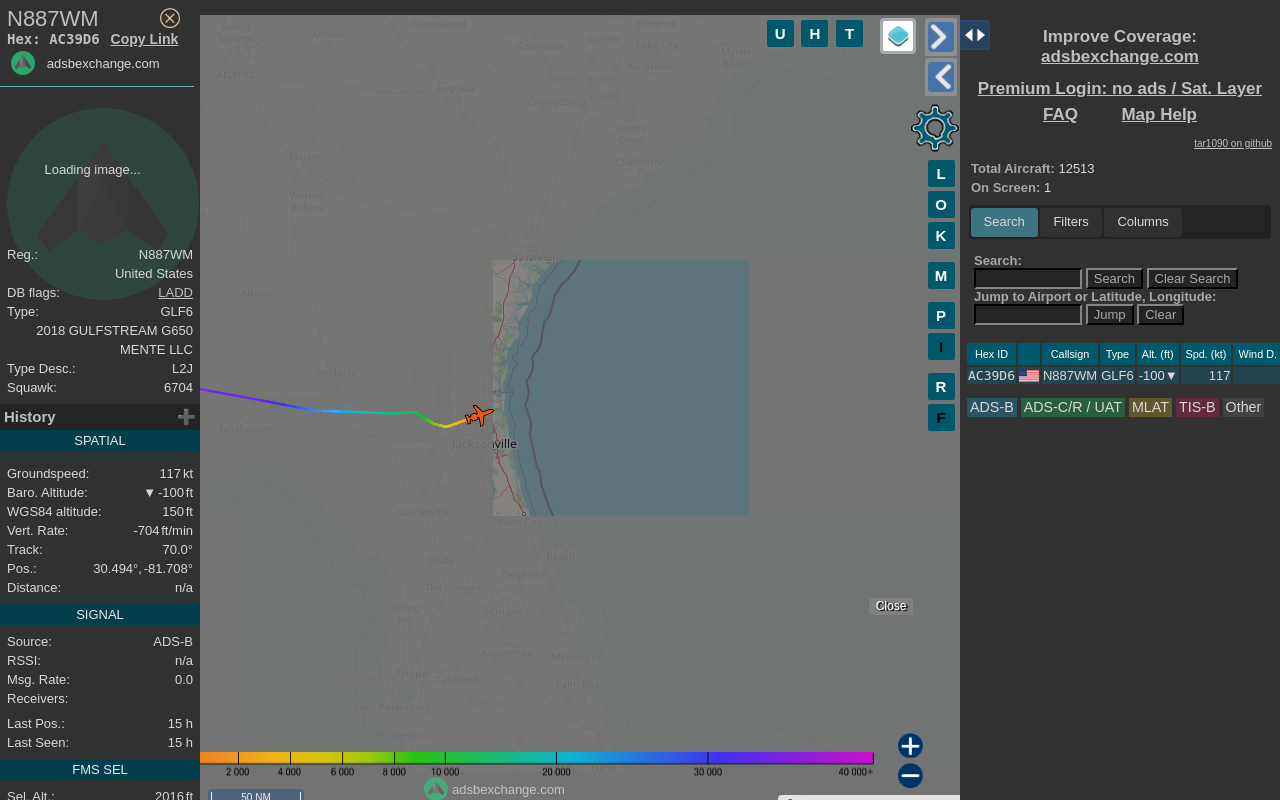 N887WM
Hex: AC39D6 Copy Link
adsbexchange.com
Loading image...
Reg.: N887WM
United States
DB flags: LADD
Type: GLF6
2018 GULFSTREAM G650
MENTE LLC
Type Desc.: L2J
Squawk: 6704
History
SPATIAL
Groundspeed: 117 kt
Baro. Altitude: ▼ -100 ft
WGS84 altitude: 150 ft
Vert. Rate: -704 ft/min
Track: 70.0°
Pos.: 30.494°, -81.708°
Distance: n/a
SIGNAL
Source: ADS-B
RSSI: n/a
Msg. Rate: 0.0
Receivers:
Last Pos.: 15 h
Last Seen: 15 h
FMS SEL
Sel. Alt.: 2016 ft
U H T
L
O
K
M
P
I
R
F
Greenwood
Athens
Atlanta
Columbia
Sumter
Florence
Lake City
Kingstree
Myrtle
Beach
South Carolina
Augusta
Orangeburg
Goose
Creek
Charleston
Macon
Georgia
Warner
Robins
Savannah
Albany
Valdosta
Tallahassee
Jacksonville
Gainesville
Palm Coast
Daytona
Beach
Ocala
Deltona
The Villages
Spring
Hill
Orlando
Kissimmee
Melbourne
Tampa
Lakeland
Clearwater
Palm Bay
Saint Petersburg
Bradenton
Close
2 000 4 000 6 000 8 000 10 000 20 000 30 000 40 000+
adsbexchange.com
50 NM
Improve Coverage:
adsbexchange.com
Premium Login: no ads / Sat. Layer
FAQ Map Help
tar1090 on github
Total Aircraft: 12513
On Screen: 1
Search Filters Columns
Search:
Search Clear Search
Jump to Airport or Latitude, Longitude:
Jump Clear
Hex ID Callsign Type Alt. (ft) Spd. (kt) Wind D.
AC39D6 N887WM GLF6 -100▼ 117
ADS-B ADS-C/R / UAT MLAT TIS-B Other